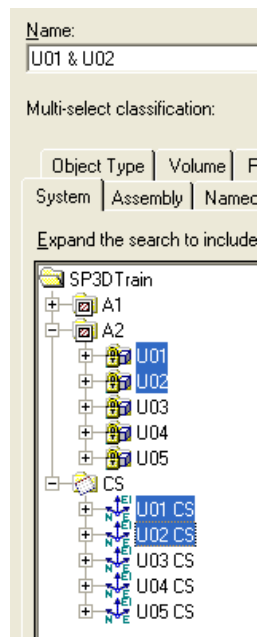 Name:
U01 & U02
Multi-select classification:
Object Type Volume F
System Assembly Named
Expand the search to include
SP3DTrain
A1
A2
U01
U02
U03
U04
U05
CS
U01 CS
U02 CS
U03 CS
U04 CS
U05 CS